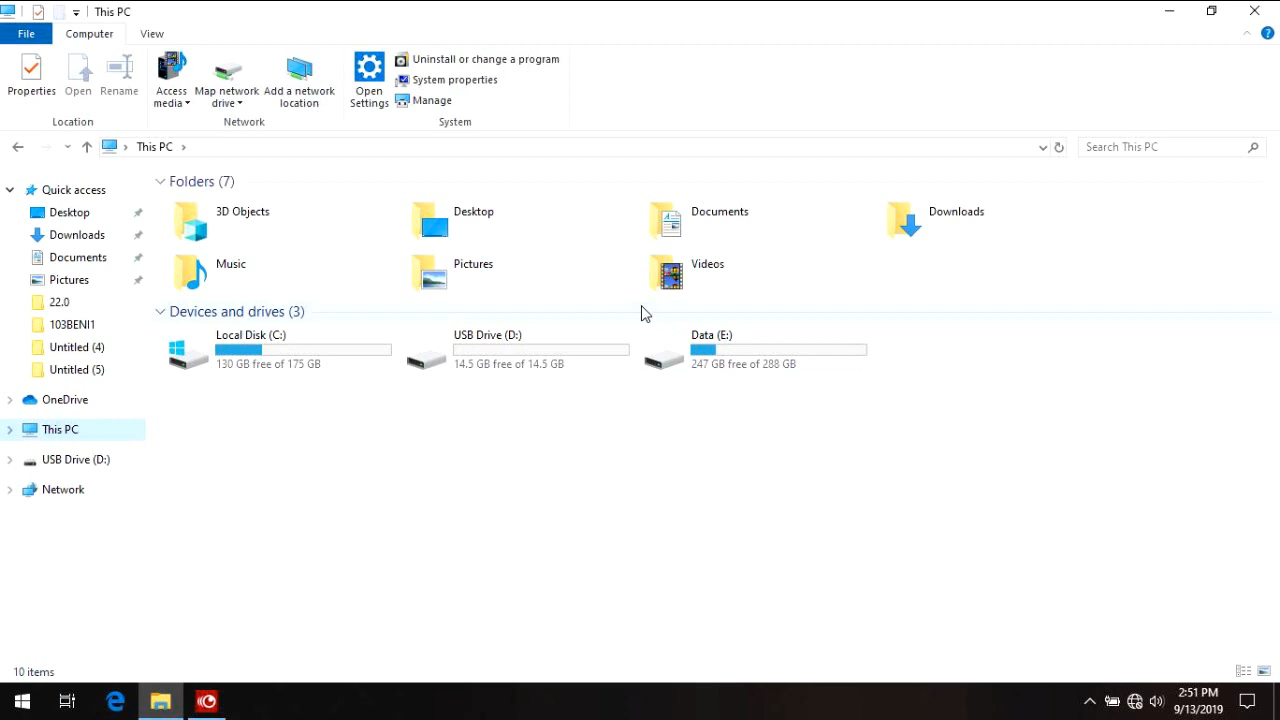 This PC
File
Computer
View
Properties
Open
Rename
Location
Access media
Map network drive
Add a network location
Network
Open Settings
Uninstall or change a program
System properties
Manage
System
This PC
Search This PC
Quick access
Desktop
Downloads
Documents
Pictures
22.0
103BENI1
Untitled (4)
Untitled (5)
OneDrive
This PC
USB Drive (D:)
Network
Folders (7)
3D Objects
Desktop
Documents
Downloads
Music
Pictures
Videos
Devices and drives (3)
Local Disk (C:)
130 GB free of 175 GB
USB Drive (D:)
14.5 GB free of 14.5 GB
Data (E:)
247 GB free of 288 GB
10 items
2:51 PM
9/13/2019